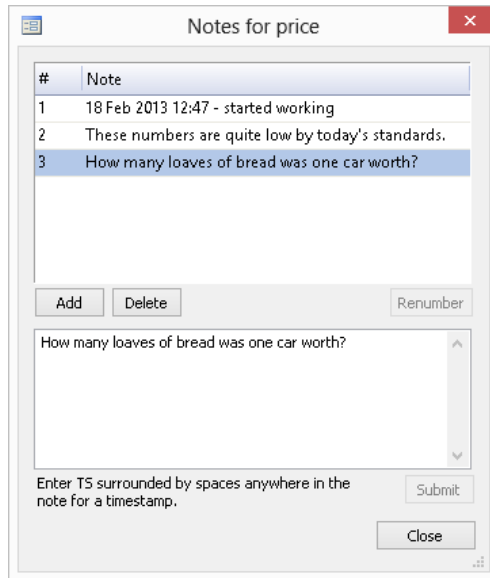 Notes for price
# Note
1 18 Feb 2013 12:47 - started working
2 These numbers are quite low by today's standards.
3 How many loaves of bread was one car worth?
Add Delete Renumber
How many loaves of bread was one car worth?
Enter TS surrounded by spaces anywhere in the
note for a timestamp.
Submit
Close